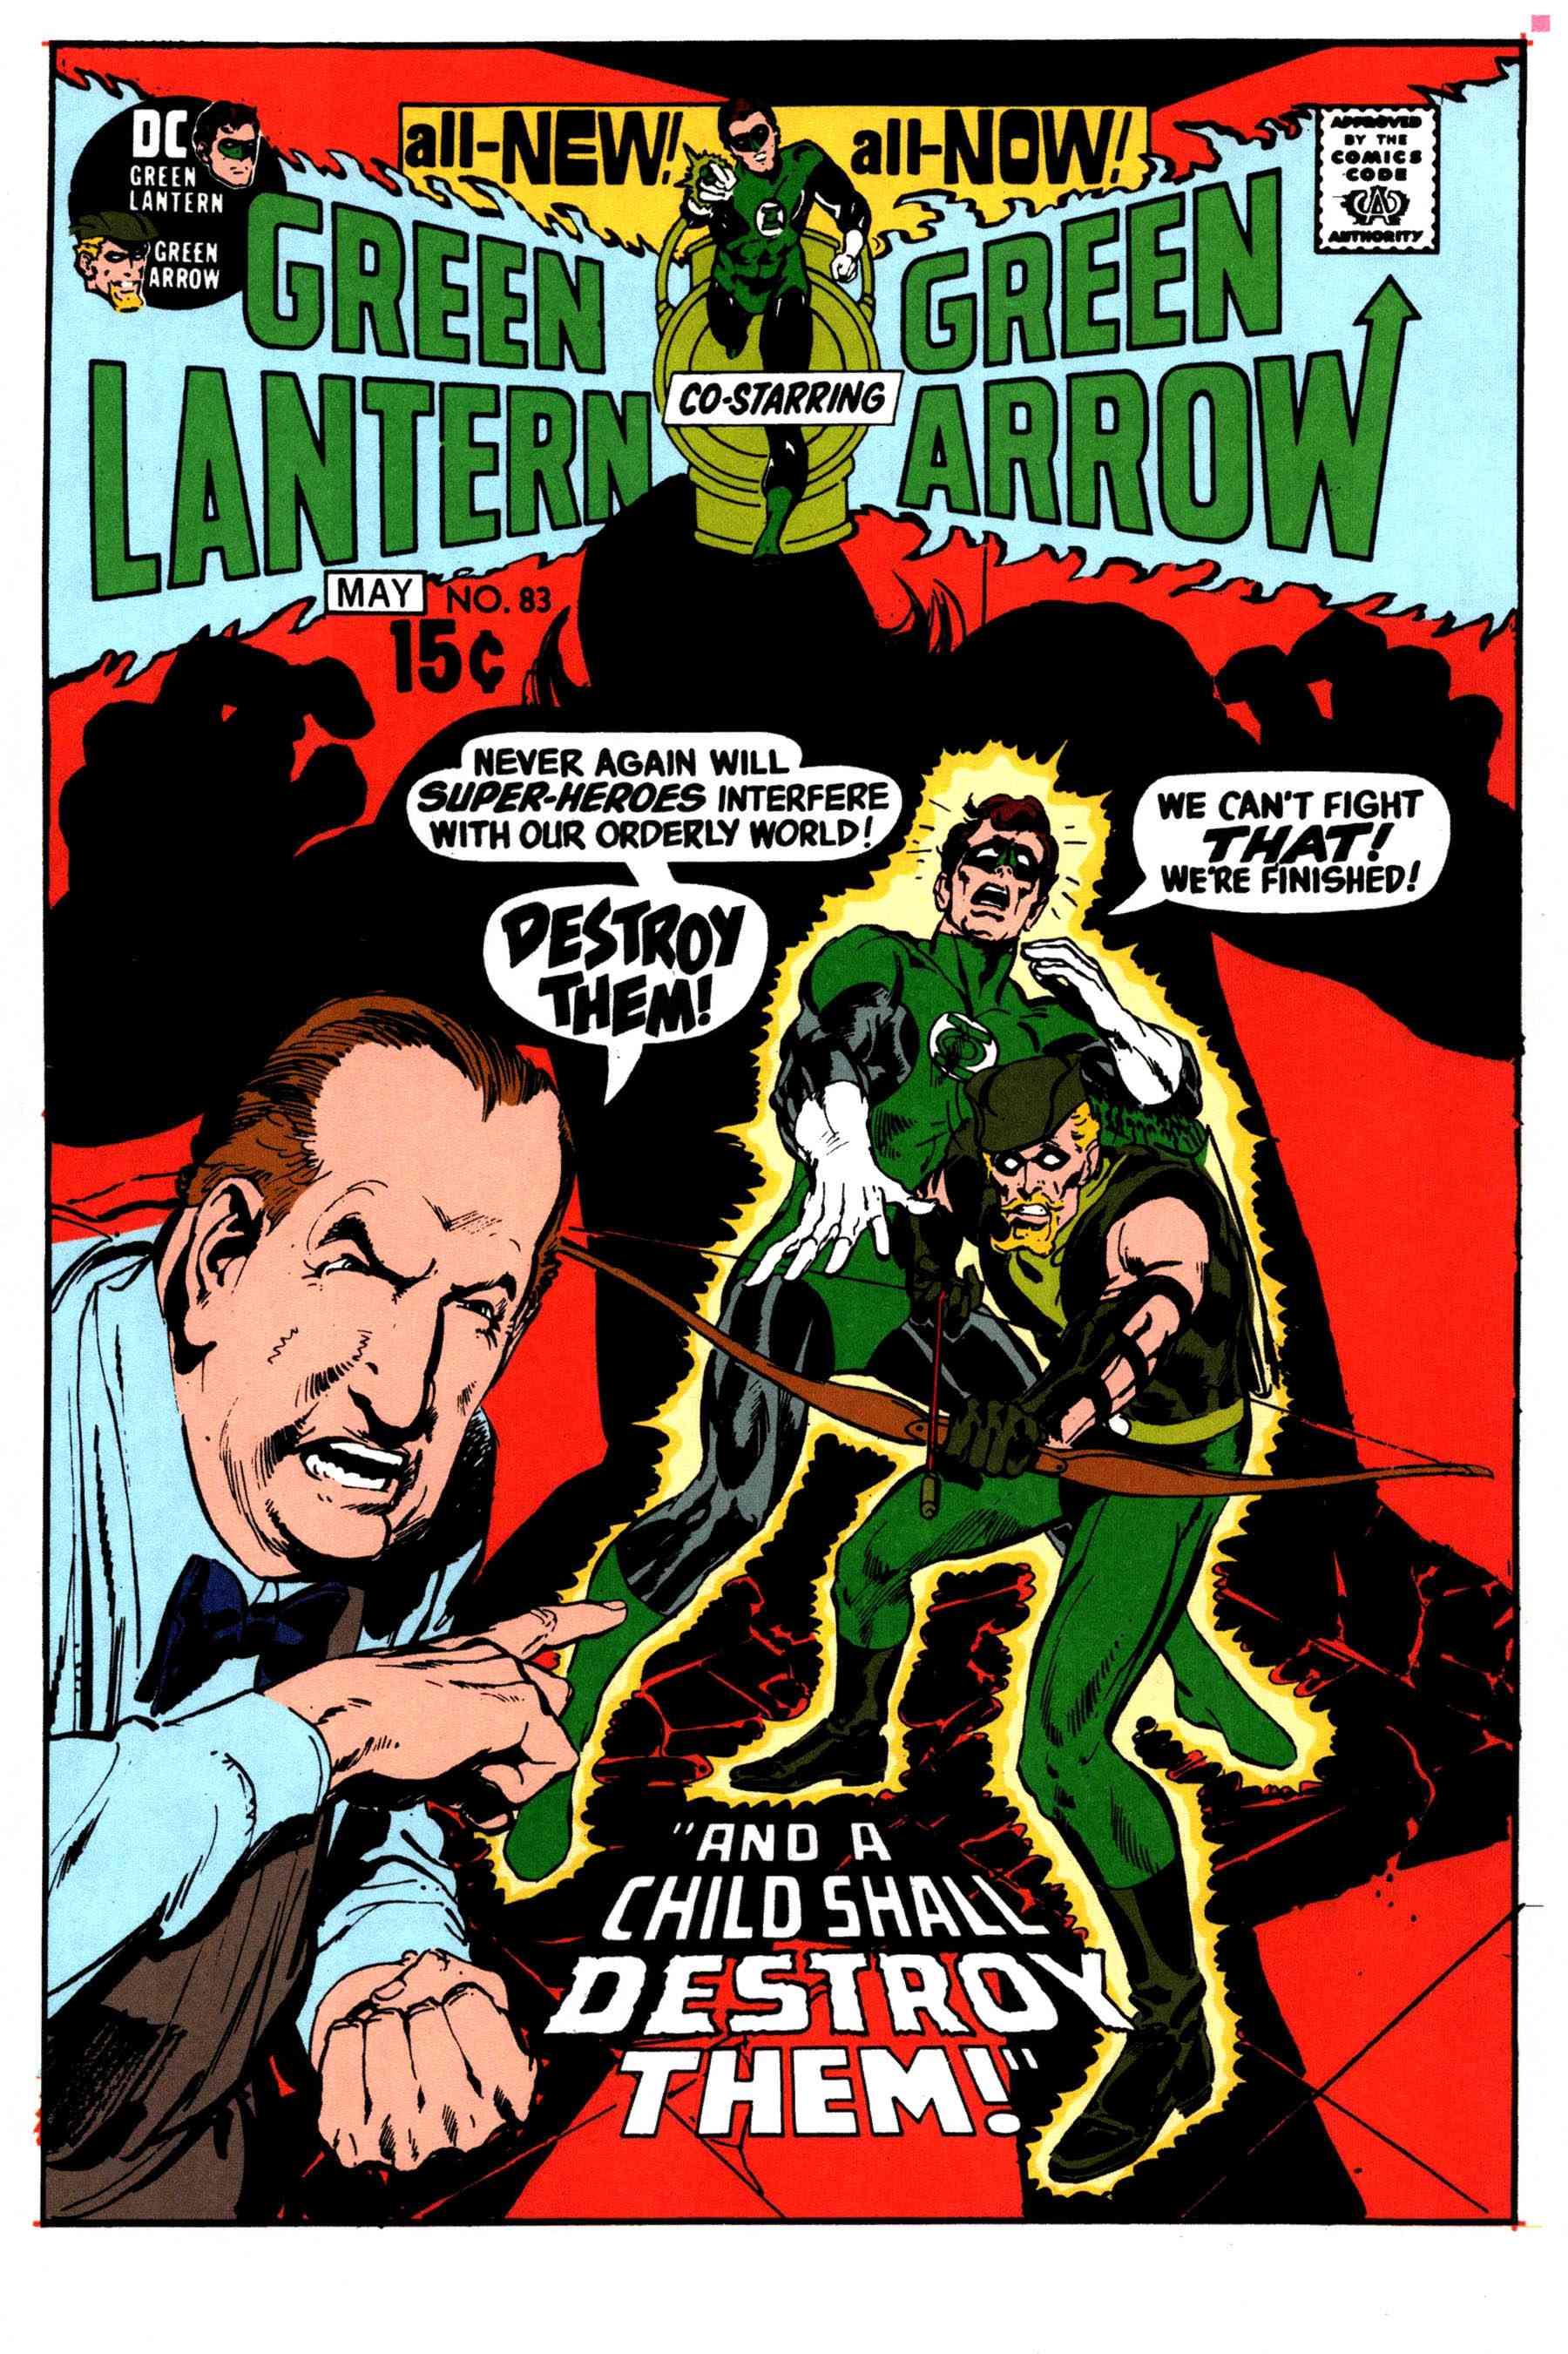 DC
GREEN
LANTERN
GREEN
ARROW
all-NEW! all-NOW!
APPROVED
BY THE
COMICS
CODE
CA
AUTHORITY
GREEN
LANTERN
CO-STARRING
GREEN
ARROW
MAY NO. 83
15¢
NEVER AGAIN WILL
SUPER-HEROES INTERFERE
WITH OUR ORDERLY WORLD!
DESTROY
THEM!
WE CAN'T FIGHT
THAT!
WE'RE FINISHED!
"AND A
CHILD SHALL
DESTROY
THEM!"